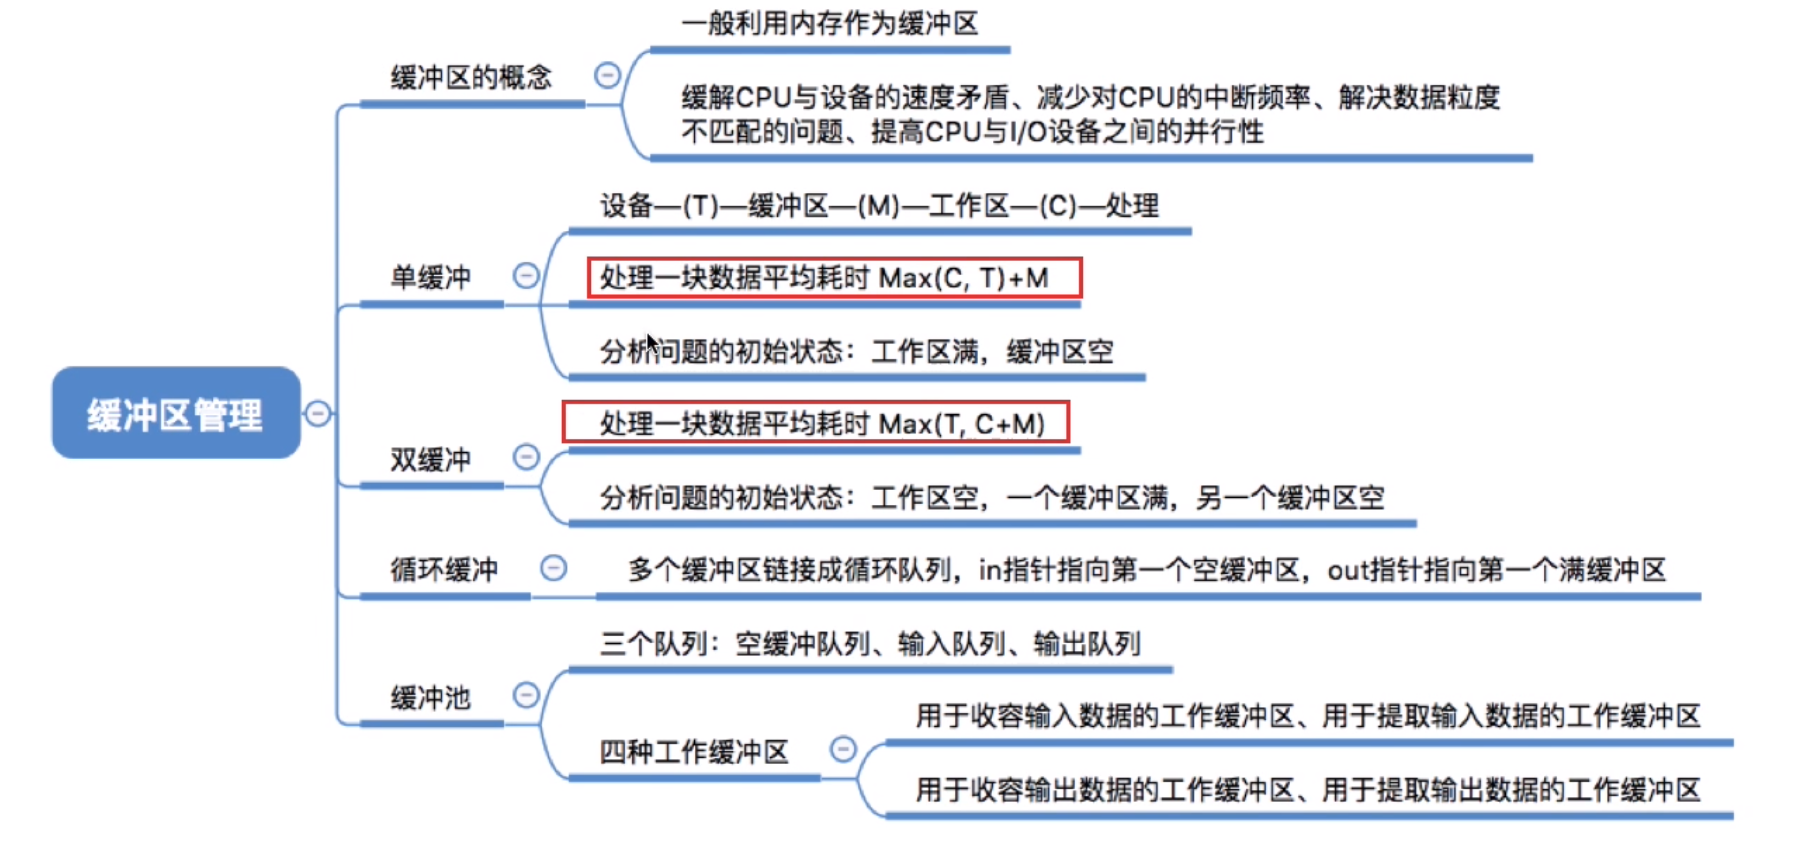 缓冲区管理
缓冲区的概念
一般利用内存作为缓冲区
缓解CPU与设备的速度矛盾、减少对CPU的中断频率、解决数据粒度
不匹配的问题、提高CPU与I/O设备之间的并行性
单缓冲
设备—(T)—缓冲区—(M)—工作区—(C)—处理
处理一块数据平均耗时 Max(C, T)+M
分析问题的初始状态：工作区满，缓冲区空
双缓冲
处理一块数据平均耗时 Max(T, C+M)
分析问题的初始状态：工作区空，一个缓冲区满，另一个缓冲区空
循环缓冲
多个缓冲区链接成循环队列，in指针指向第一个空缓冲区，out指针指向第一个满缓冲区
缓冲池
三个队列：空缓冲队列、输入队列、输出队列
四种工作缓冲区
用于收容输入数据的工作缓冲区、用于提取输入数据的工作缓冲区
用于收容输出数据的工作缓冲区、用于提取输出数据的工作缓冲区